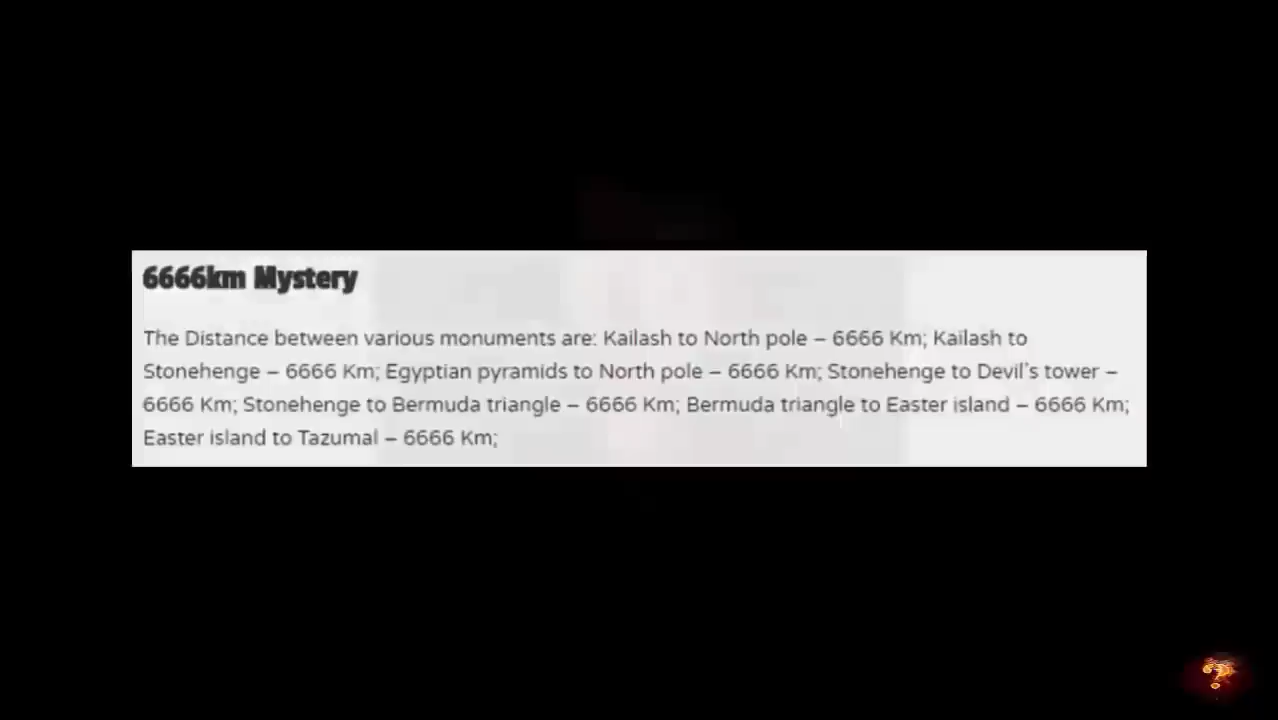 6666km Mystery
The Distance between various monuments are: Kailash to North pole – 6666 Km; Kailash to
Stonehenge – 6666 Km; Egyptian pyramids to North pole – 6666 Km; Stonehenge to Devil's tower –
6666 Km; Stonehenge to Bermuda triangle – 6666 Km; Bermuda triangle to Easter island – 6666 Km;
Easter island to Tazumal – 6666 Km;